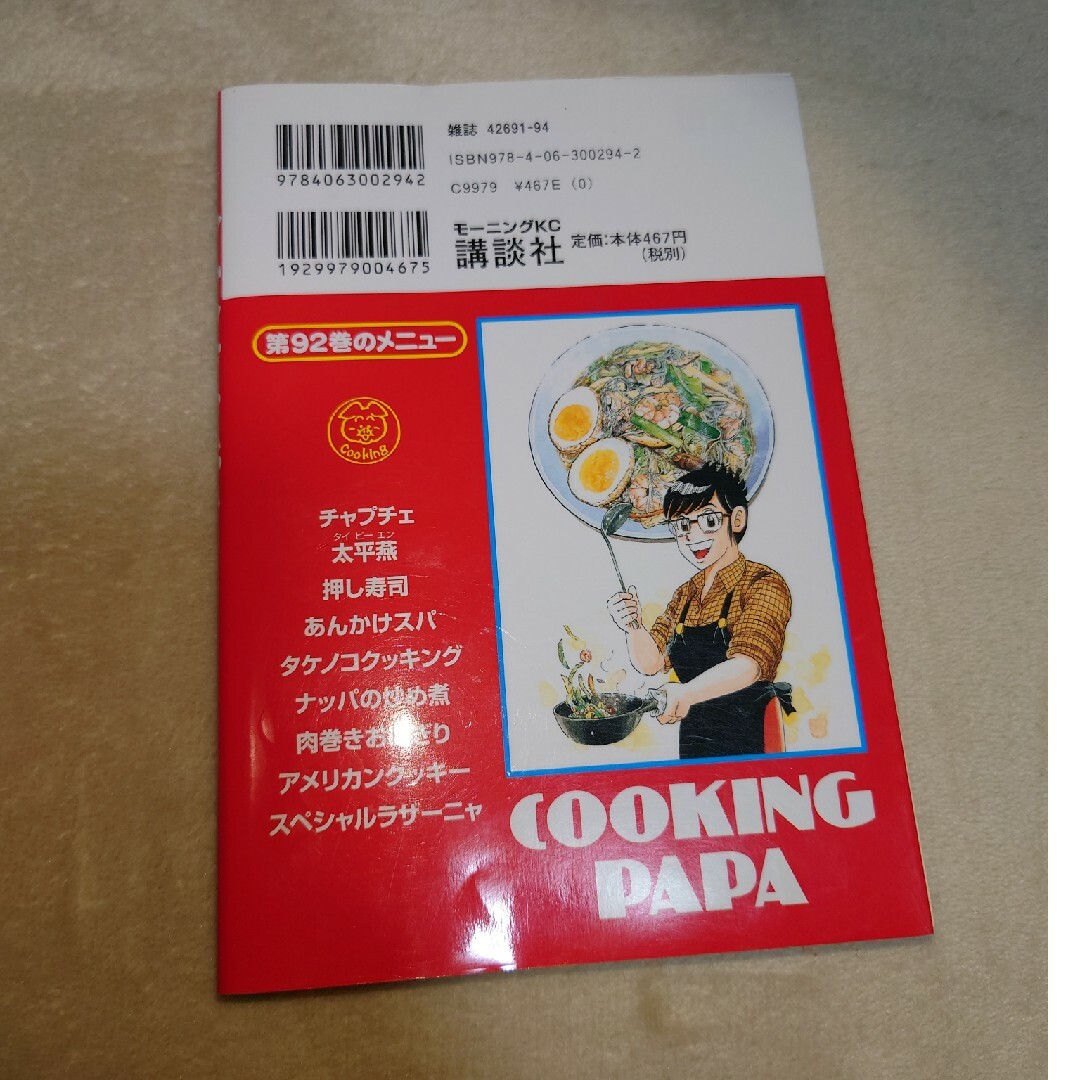 雑誌 42691-94
ISBN978-4-06-300294-2
C9979 ¥467E (0)
9784063002942
1929979004675
モーニングKC
講談社
定価:本体467円
(税別)
第92巻のメニュー
Cooking
チャプチェ
タイ ピー エン
太平燕
押し寿司
あんかけスパ
タケノコクッキング
ナッパの炒め煮
肉巻きおにぎり
アメリカンクッキー
スペシャルラザーニャ
COOKING
PAPA